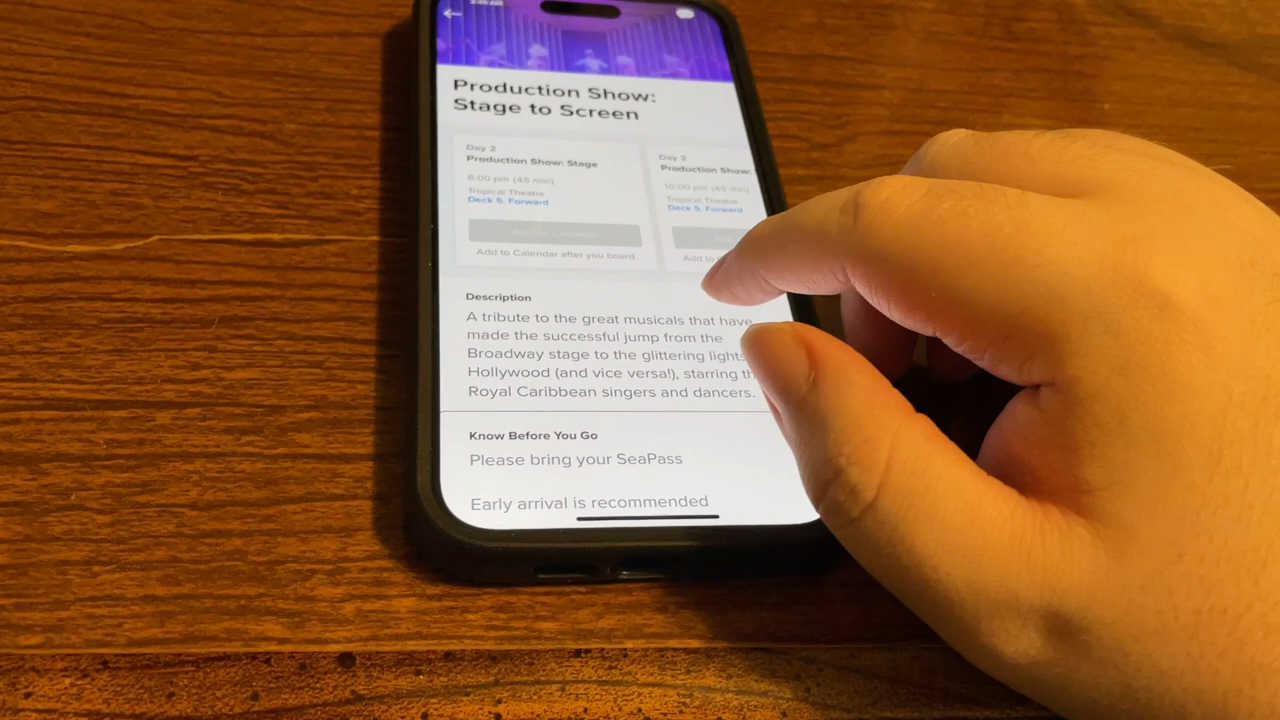 Production Show:
Stage to Screen
Day 2
Production Show: Stage
8:00 pm (45 min)
Tropical Theatre
Deck 5, Forward
Add to Calendar
Add to Calendar after you board.
Day 2
Production Show:
10:00 pm (45 min)
Tropical Theatre
Deck 5, Forward
Add to
Description
A tribute to the great musicals that have
made the successful jump from the
Broadway stage to the glittering lights
Hollywood (and vice versa!), starring
Royal Caribbean singers and dancers.
Know Before You Go
Please bring your SeaPass
Early arrival is recommended